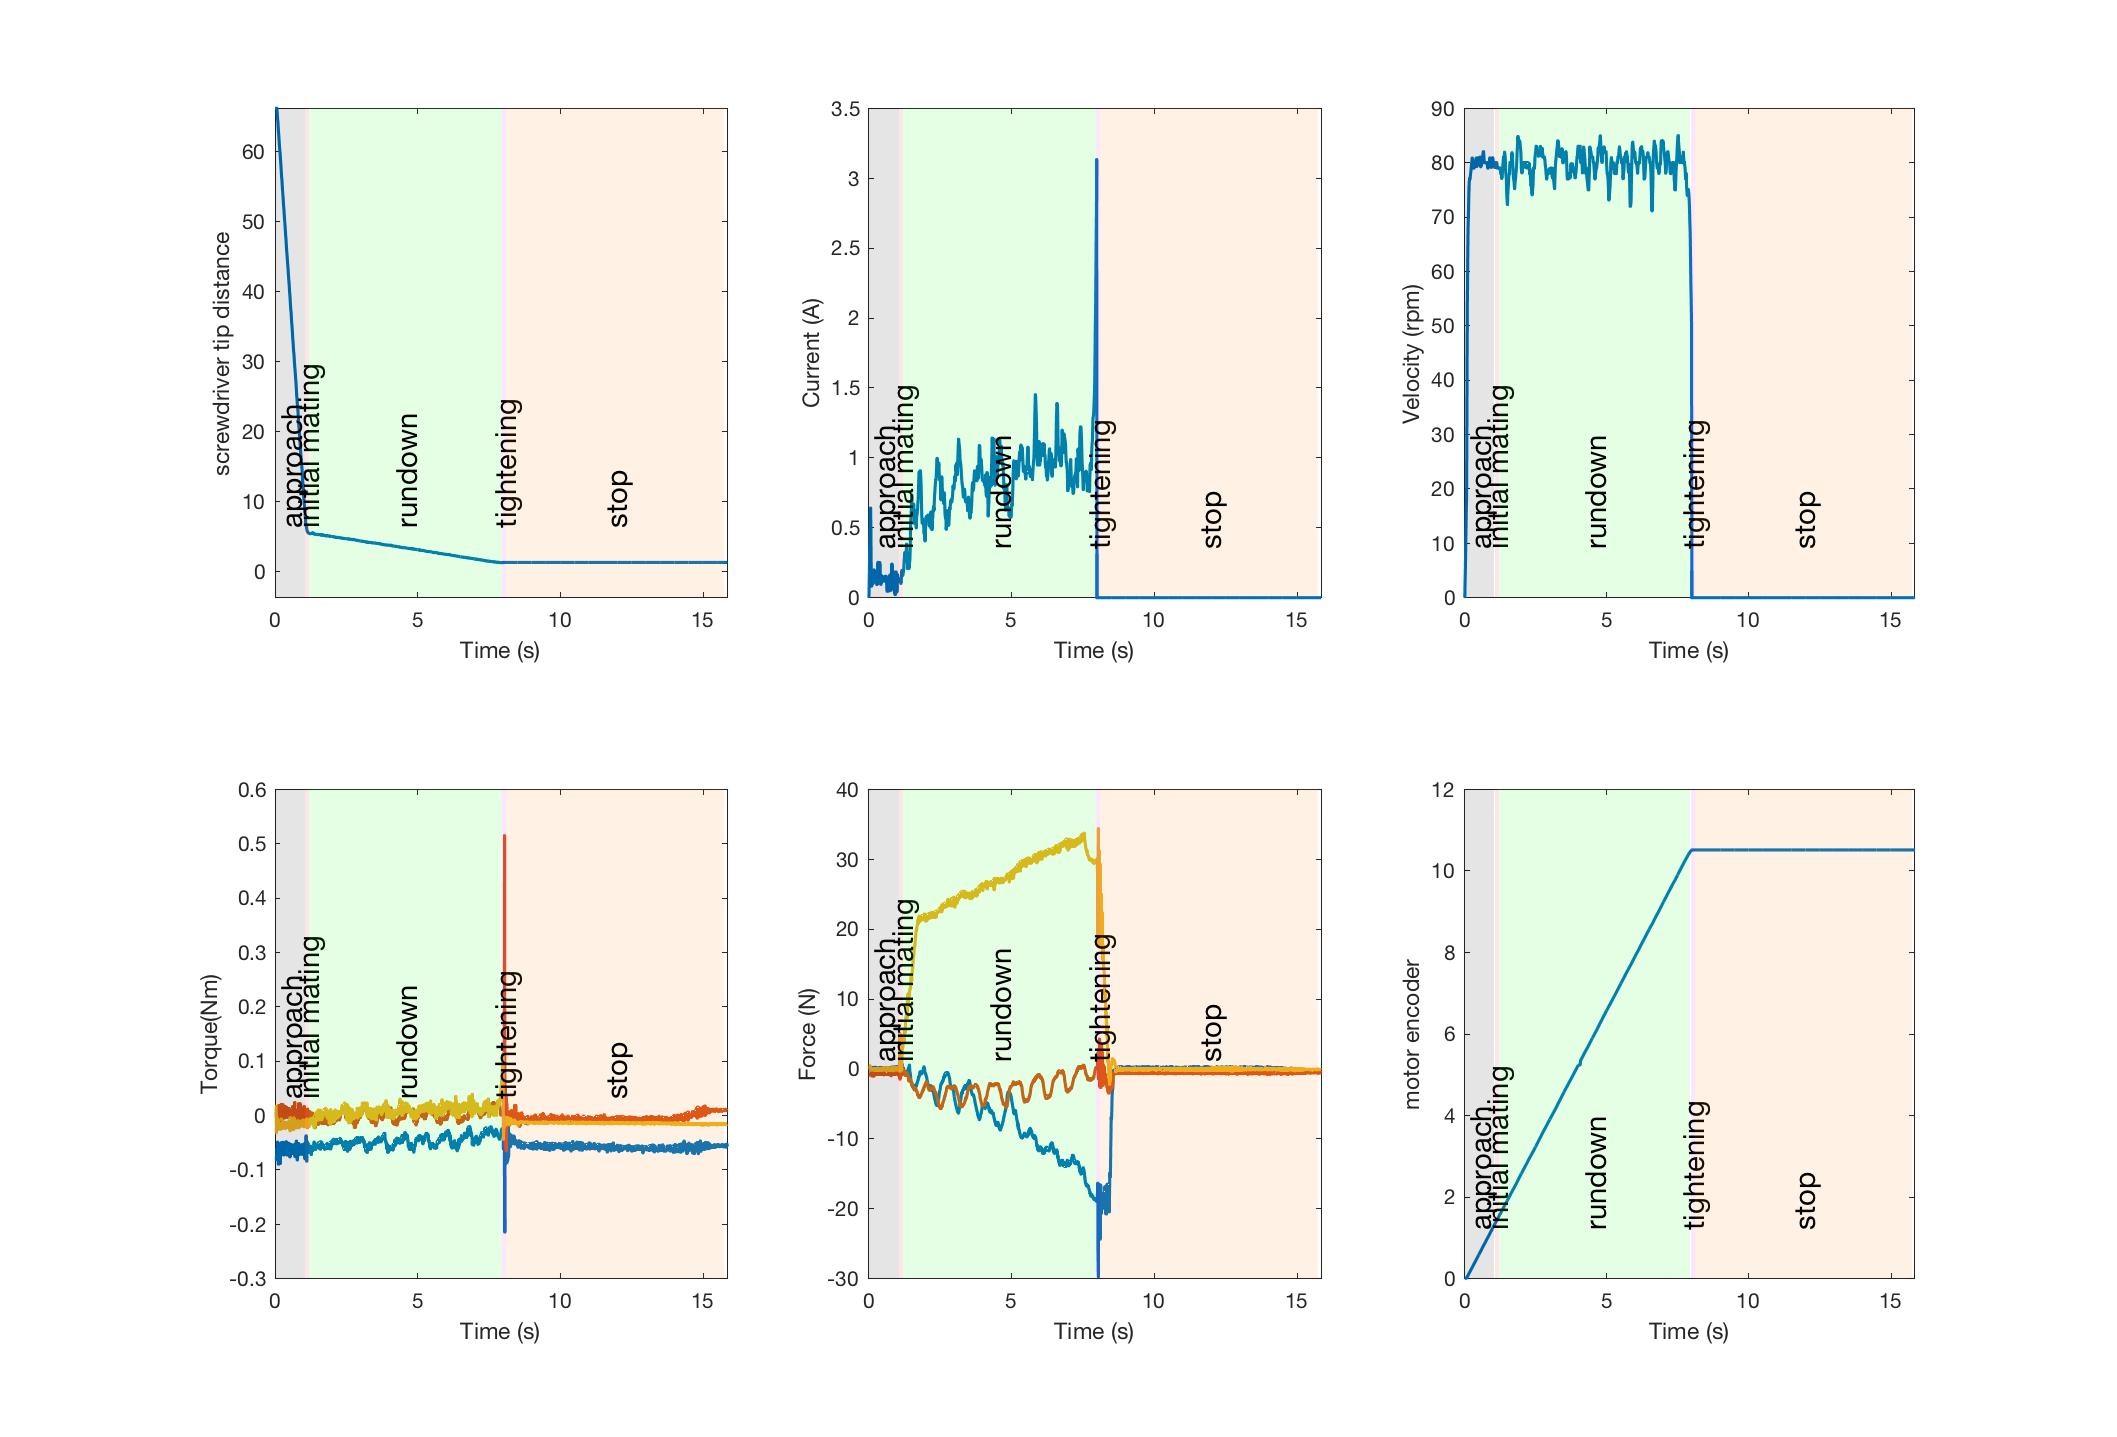 60
50
40
30
20
10
0
screwdriver tip distance
approach
initial mating
rundown
tightening
stop
0 5 10 15
Time (s)
3.5
3
2.5
2
1.5
1
0.5
0
Current (A)
approach
initial mating
rundown
tightening
stop
0 5 10 15
Time (s)
90
80
70
60
50
40
30
20
10
0
Velocity (rpm)
approach
initial mating
rundown
tightening
stop
0 5 10 15
Time (s)
0.6
0.5
0.4
0.3
0.2
0.1
0
-0.1
-0.2
-0.3
Torque(Nm)
approach
initial mating
rundown
tightening
stop
0 5 10 15
Time (s)
40
30
20
10
0
-10
-20
-30
Force (N)
approach
initial mating
rundown
tightening
stop
0 5 10 15
Time (s)
12
10
8
6
4
2
0
motor encoder
approach
initial mating
rundown
tightening
stop
0 5 10 15
Time (s)